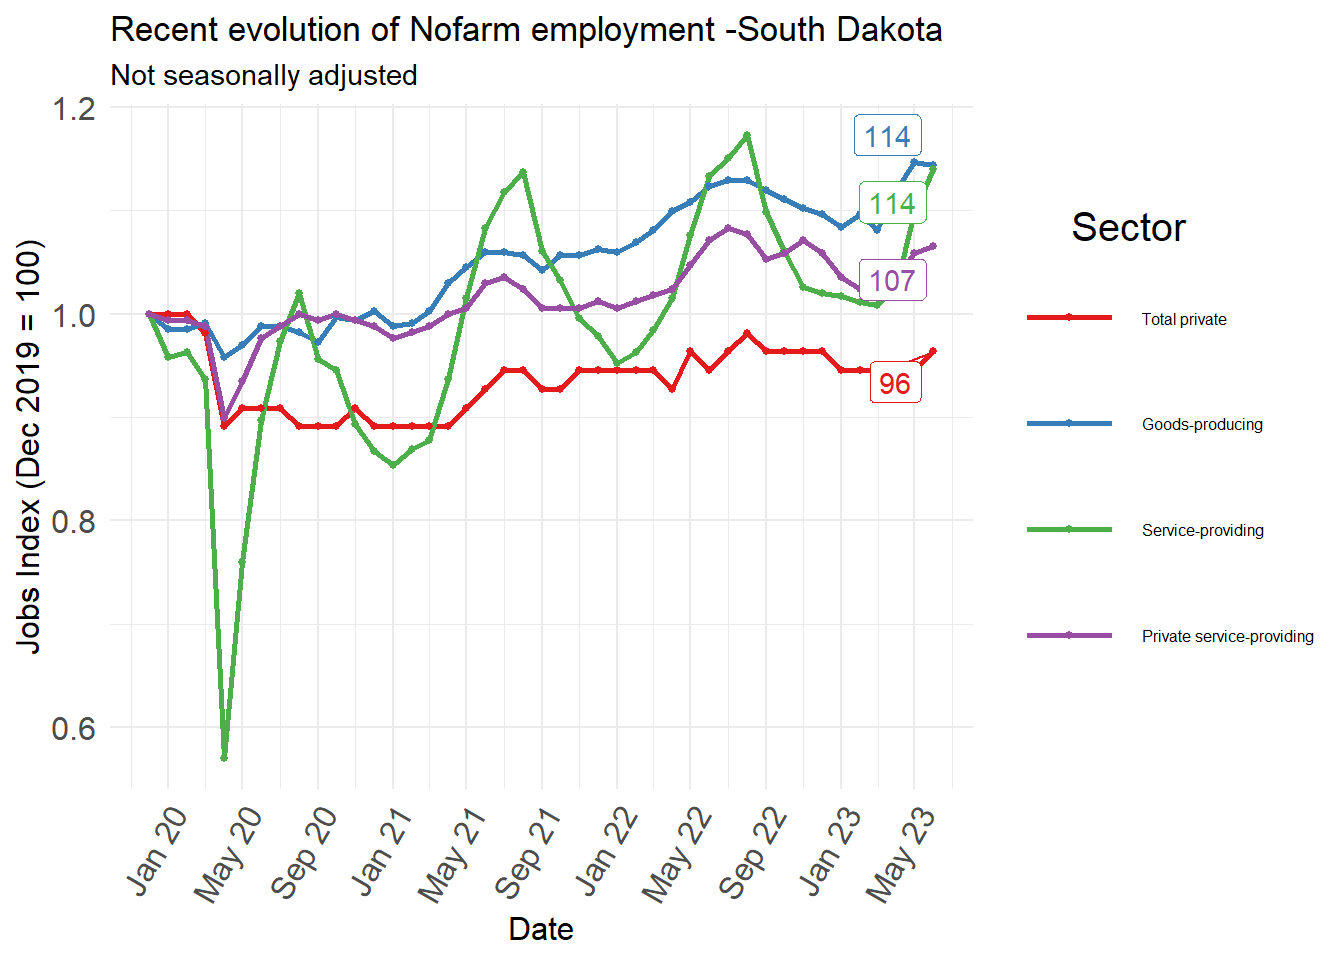 Recent evolution of Nofarm employment -South Dakota
Not seasonally adjusted
Jobs Index (Dec 2019 = 100)
1.2
1.0
0.8
0.6
114
114
107
96
Jan 20
May 20
Sep 20
Jan 21
May 21
Sep 21
Jan 22
May 22
Sep 22
Jan 23
May 23
Date
Sector
Total private
Goods-producing
Service-providing
Private service-providing